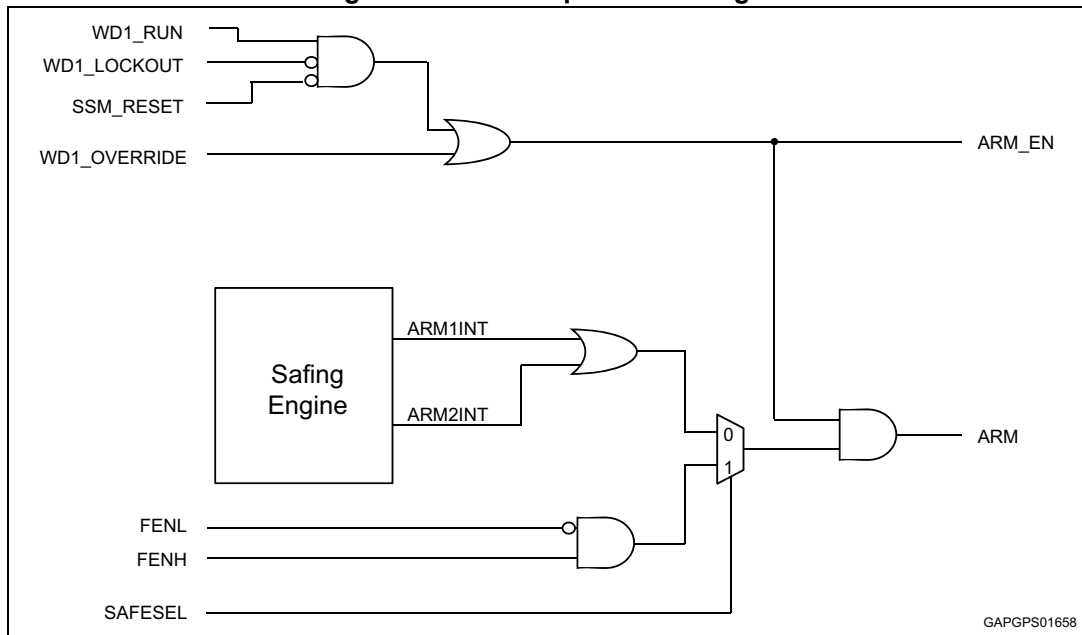 WD1_RUN
WD1_LOCKOUT
SSM_RESET
WD1_OVERRIDE
ARM_EN
Safing
Engine
ARM1INT
ARM2INT
0
1
ARM
FENL
FENH
SAFESEL
GAPGPS01658